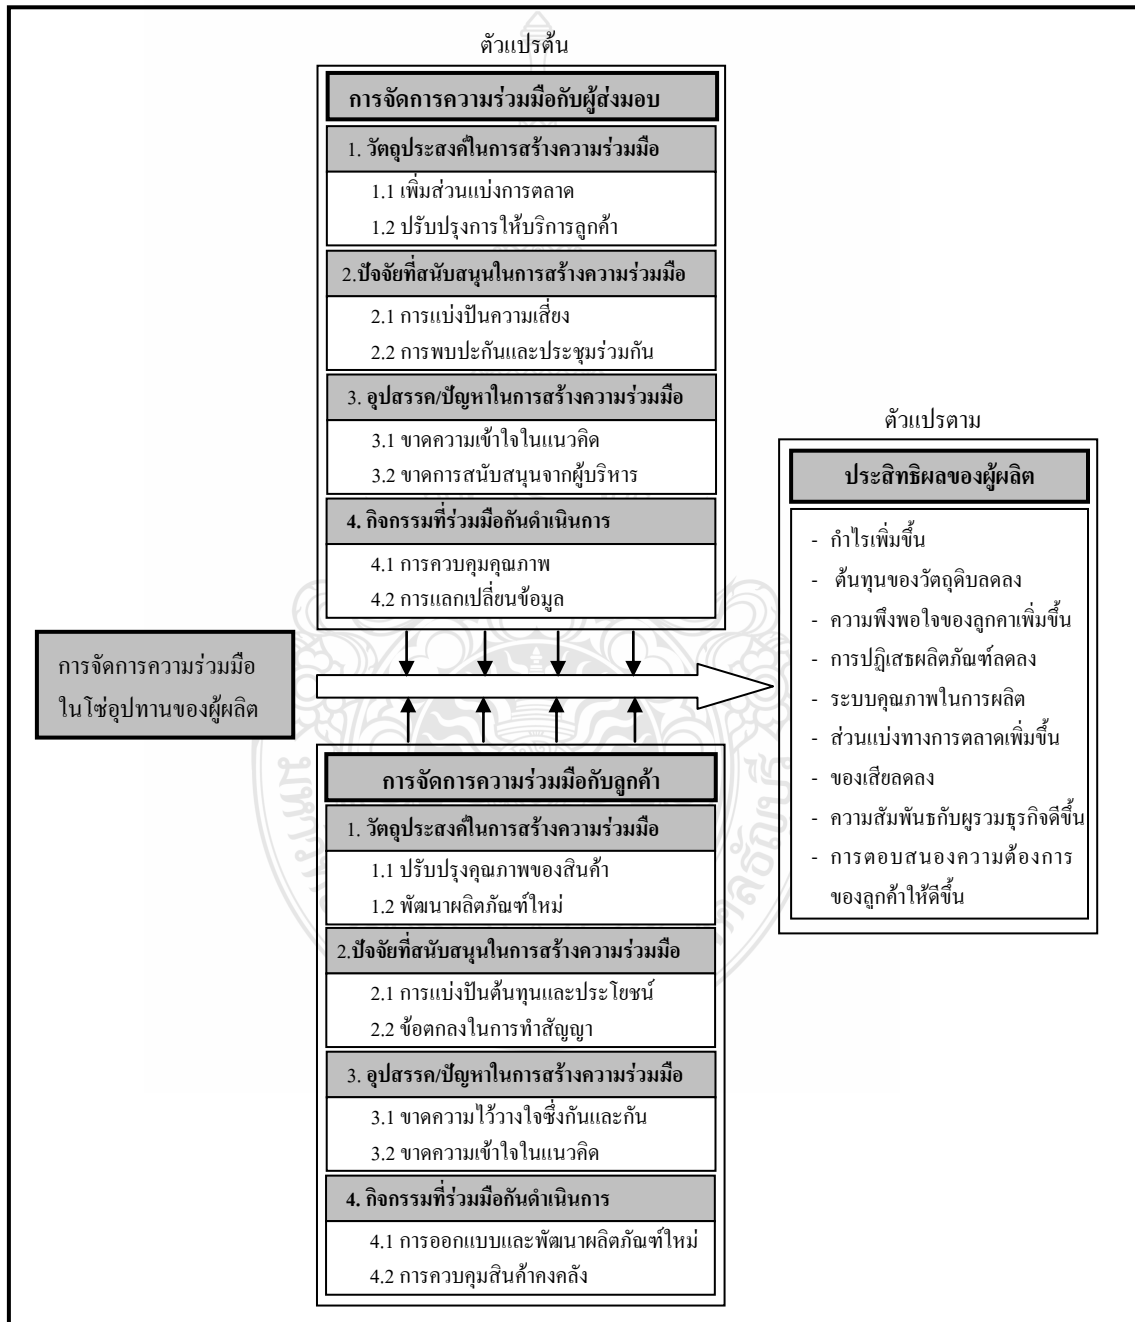 ตัวแปรต้น
การจัดการความร่วมมือกับผู้ส่งมอบ
1. วัตถุประสงค์ในการสร้างความร่วมมือ
1.1 เพิ่มส่วนแบ่งการตลาด
1.2 ปรับปรุงการให้บริการลูกค้า
2.ปัจจัยที่สนับสนุนในการสร้างความร่วมมือ
2.1 การแบ่งปันความเสี่ยง
2.2 การพบปะกันและประชุมร่วมกัน
3. อุปสรรค/ปัญหาในการสร้างความร่วมมือ
3.1 ขาดความเข้าใจในแนวคิด
3.2 ขาดการสนับสนุนจากผู้บริหาร
4. กิจกรรมที่ร่วมมือกันดำเนินการ
4.1 การควบคุมคุณภาพ
4.2 การแลกเปลี่ยนข้อมูล
การจัดการความร่วมมือ
ในโซ่อุปทานของผู้ผลิต
การจัดการความร่วมมือกับลูกค้า
1. วัตถุประสงค์ในการสร้างความร่วมมือ
1.1 ปรับปรุงคุณภาพของสินค้า
1.2 พัฒนาผลิตภัณฑ์ใหม่
2.ปัจจัยที่สนับสนุนในการสร้างความร่วมมือ
2.1 การแบ่งปันต้นทุนและประโยชน์
2.2 ข้อตกลงในการทำสัญญา
3. อุปสรรค/ปัญหาในการสร้างความร่วมมือ
3.1 ขาดความไว้วางใจซึ่งกันและกัน
3.2 ขาดความเข้าใจในแนวคิด
4. กิจกรรมที่ร่วมมือกันดำเนินการ
4.1 การออกแบบและพัฒนาผลิตภัณฑ์ใหม่
4.2 การควบคุมสินค้าคงคลัง
ตัวแปรตาม
ประสิทธิผลของผู้ผลิต
- กำไรเพิ่มขึ้น
- ต้นทุนของวัตถุดิบลดลง
- ความพึงพอใจของลูกคาเพิ่มขึ้น
- การปฏิเสธผลิตภัณฑ์ลดลง
- ระบบคุณภาพในการผลิต
- ส่วนแบ่งทางการตลาดเพิ่มขึ้น
- ของเสียลดลง
- ความสัมพันธกับผูรวมธุรกิจดีขึ้น
- การตอบสนองความต้องการ
ของลูกค้าให้ดีขึ้น